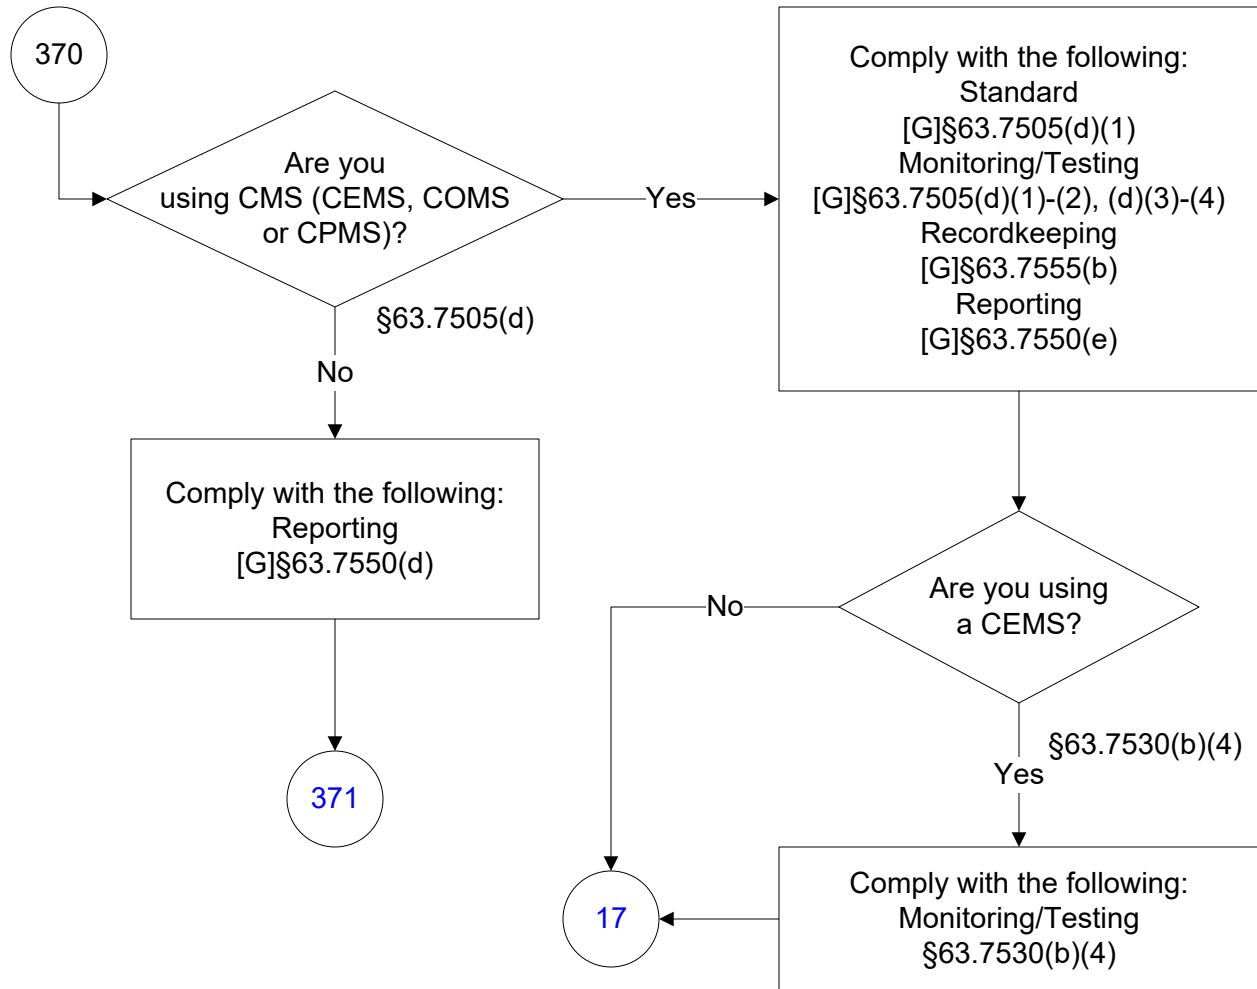 370
Are you
using CMS (CEMS, COMS
or CPMS)?
Yes
§63.7505(d)
No
Comply with the following:
Standard
[G]§63.7505(d)(1)
Monitoring/Testing
[G]§63.7505(d)(1)-(2), (d)(3)-(4)
Recordkeeping
[G]§63.7555(b)
Reporting
[G]§63.7550(e)
Comply with the following:
Reporting
[G]§63.7550(d)
371
Are you using
a CEMS?
No
§63.7530(b)(4)
Yes
17
Comply with the following:
Monitoring/Testing
§63.7530(b)(4)